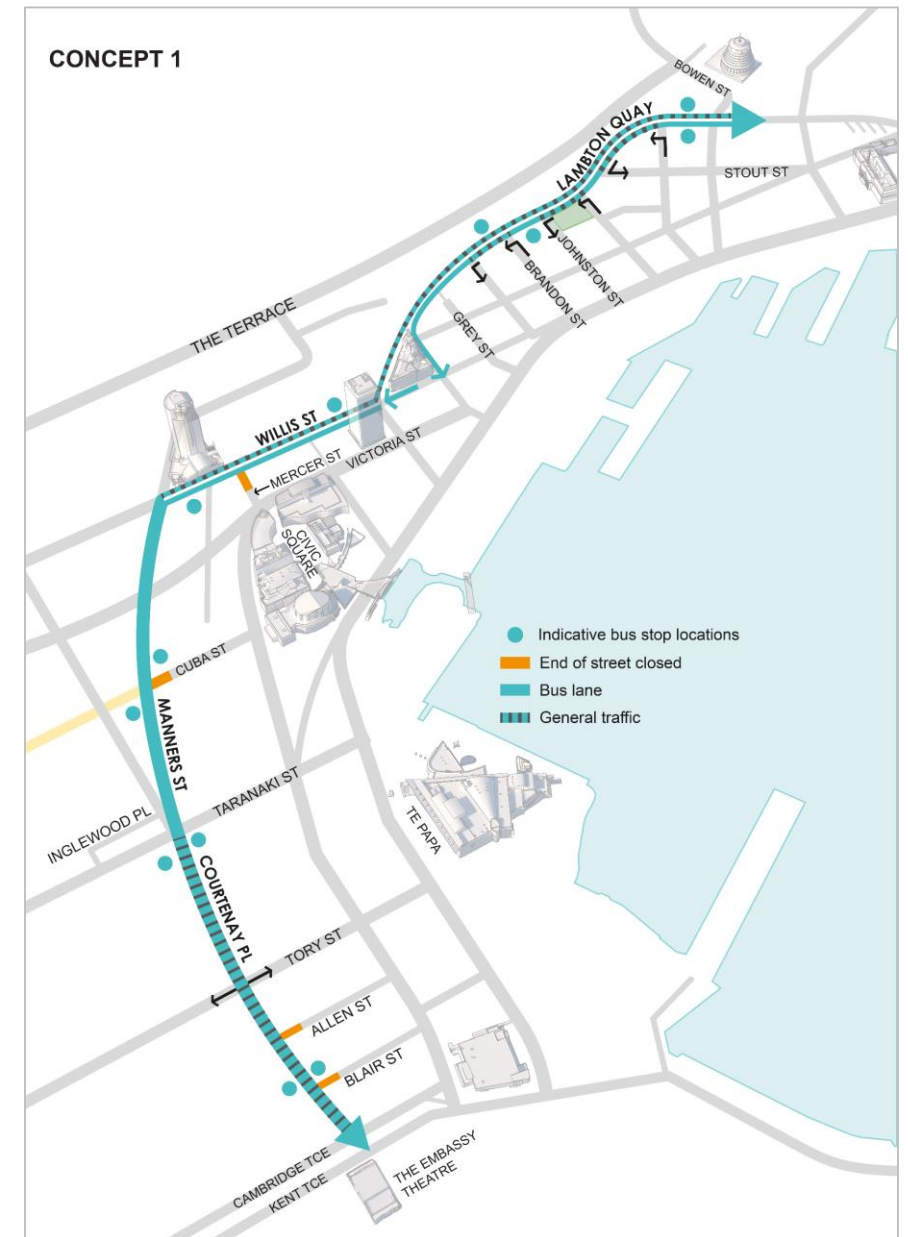 CONCEPT 1
BOWEN ST
LAMBTON QUAY
STOUT ST
JOHNSTON ST
BRANDON ST
GREY ST
THE TERRACE
WILLIS ST
MERCER ST
VICTORIA ST
CIVIC
SQUARE
Indicative bus stop locations
End of street closed
Bus lane
General traffic
CUBA ST
MANNERS ST
TARANAKI ST
INGLEWOOD PL
TE PAPA
COURTENAY PL
TORY ST
ALLEN ST
BLAIR ST
CAMBRIDGE TCE
KENT TCE
THE EMBASSY
THEATRE